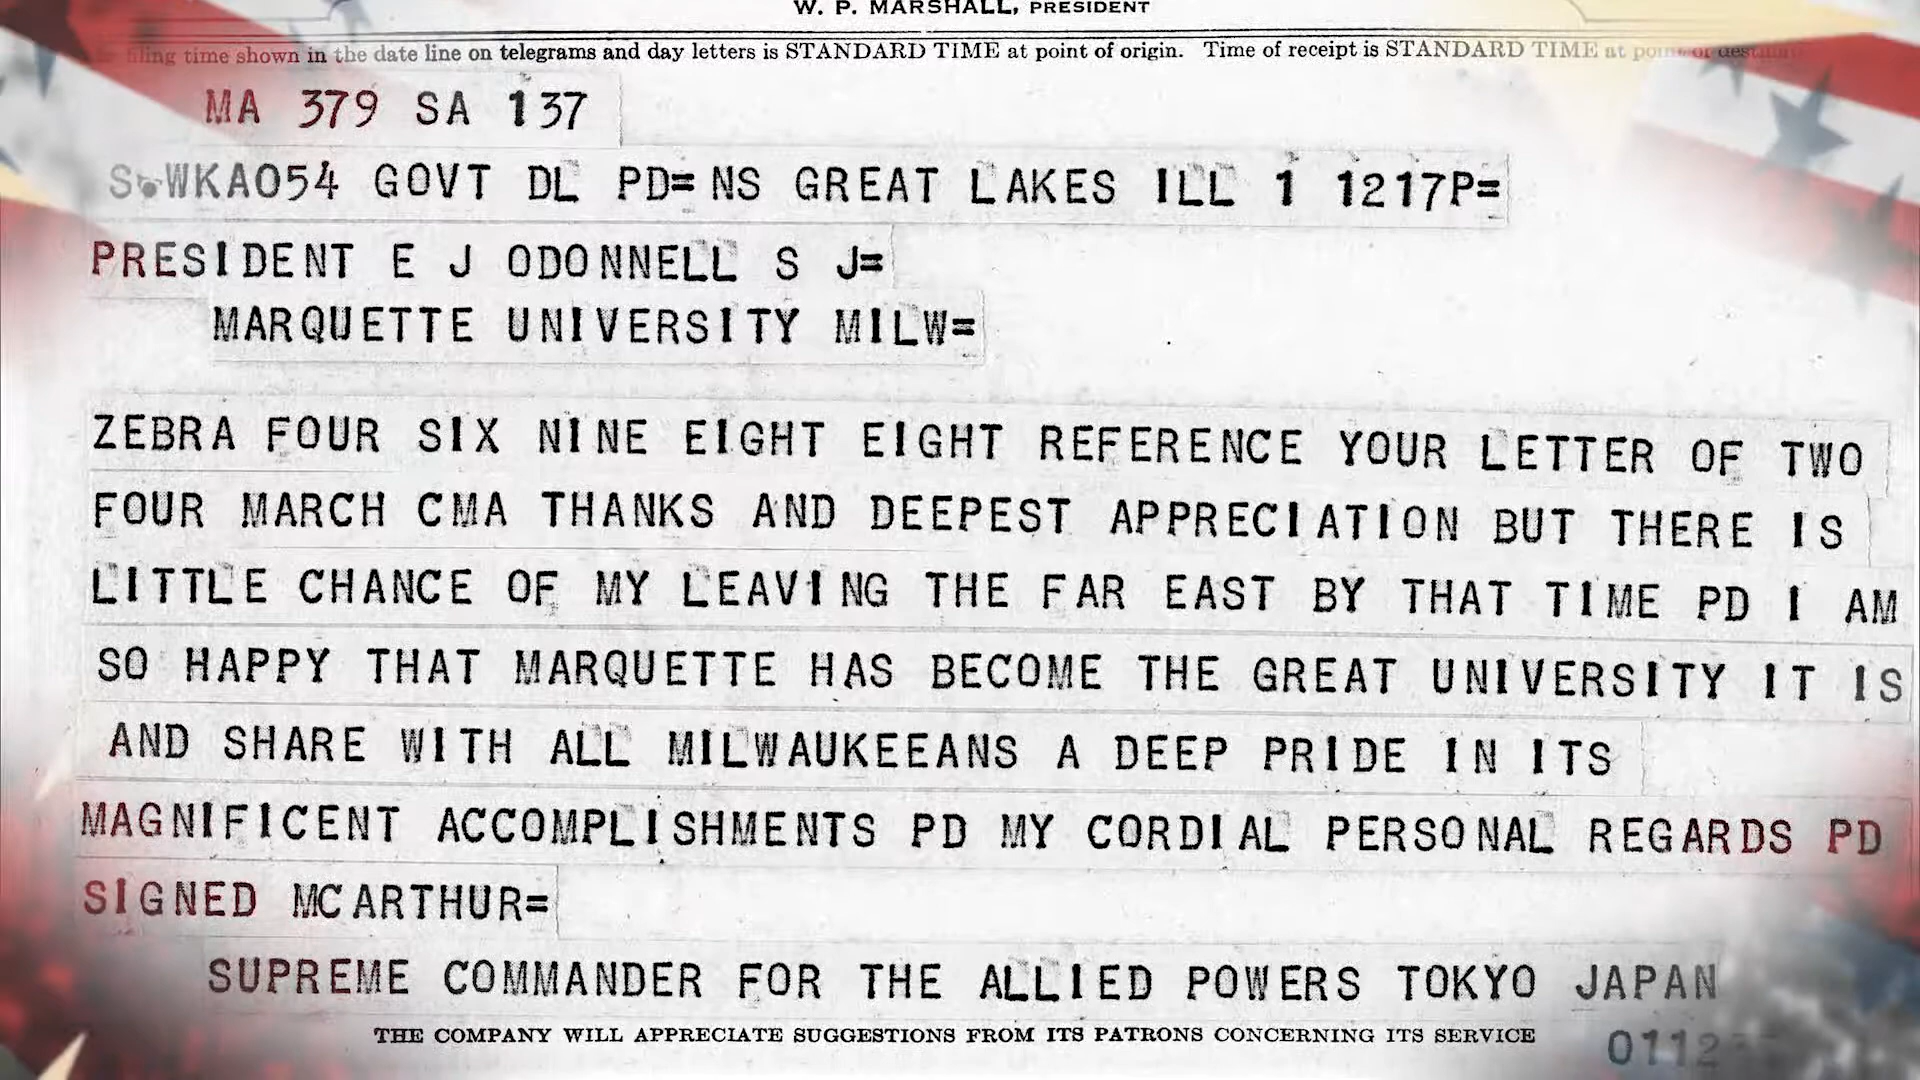 W. P. MARSHALL, PRESIDENT
filing time shown in the date line on telegrams and day letters is STANDARD TIME at point of origin. Time of receipt is STANDARD TIME at point of
MA 379 SA 137
WKA054 GOVT DL PD= NS GREAT LAKES ILL 1 1217P=
PRESIDENT E J ODONNELL S J=
MARQUETTE UNIVERSITY MILW=
ZEBRA FOUR SIX NINE EIGHT EIGHT REFERENCE YOUR LETTER OF TWO
FOUR MARCH CMA THANKS AND DEEPEST APPRECIATION BUT THERE IS
LITTLE CHANCE OF MY LEAVING THE FAR EAST BY THAT TIME PD I AM
SO HAPPY THAT MARQUETTE HAS BECOME THE GREAT UNIVERSITY IT IS
AND SHARE WITH ALL MILWAUKEEANS A DEEP PRIDE IN ITS
MAGNIFICENT ACCOMPLISHMENTS PD MY CORDIAL PERSONAL REGARDS PD
SIGNED MCARTHUR=
SUPREME COMMANDER FOR THE ALLIED POWERS TOKYO JAPAN
THE COMPANY WILL APPRECIATE SUGGESTIONS FROM ITS PATRONS CONCERNING ITS SERVICE